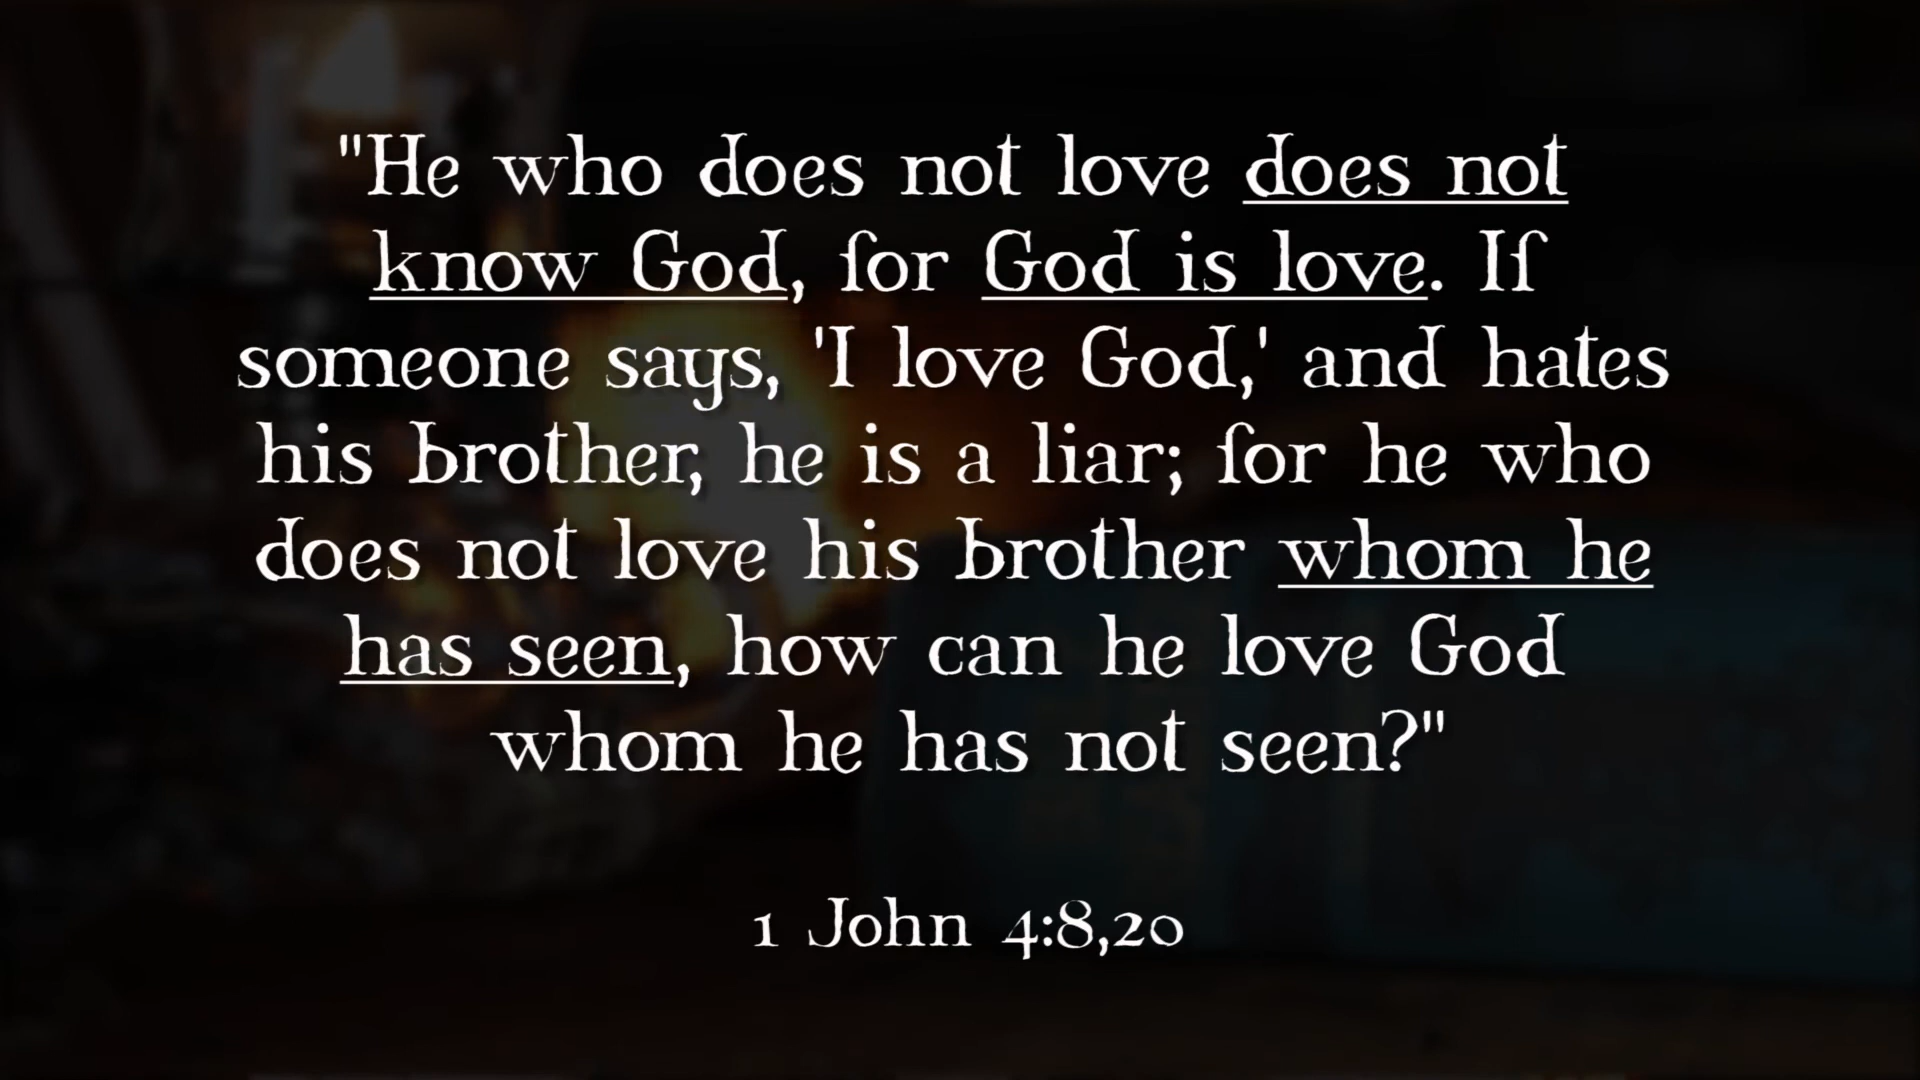 "He who does not love does not
know God, for God is love. If
someone says, 'I love God,' and hates
his brother, he is a liar; for he who
does not love his brother whom he
has seen, how can he love God
whom he has not seen?"
1 John 4:8,20